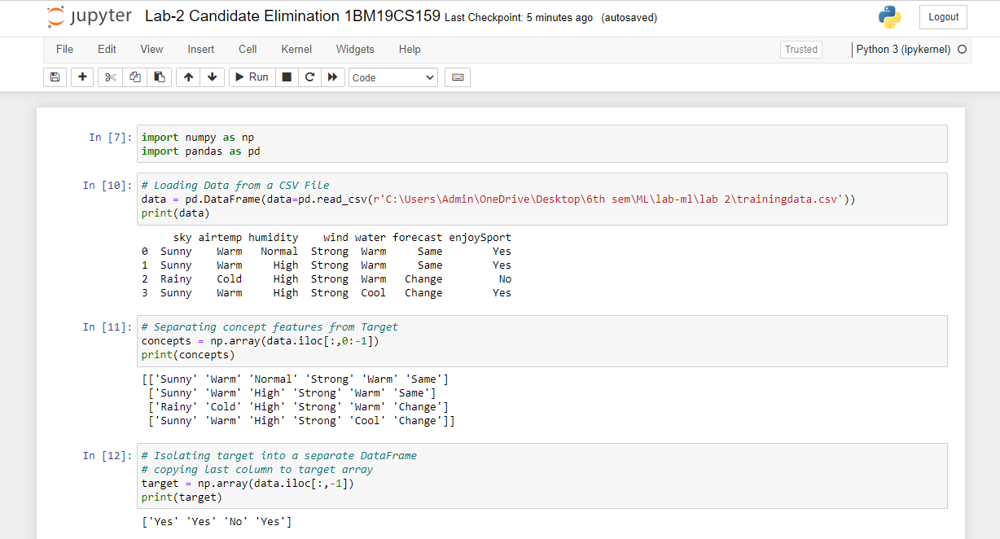 jupyter Lab-2 Candidate Elimination 1BM19CS159 Last Checkpoint: 5 minutes ago (autosaved) Logout
File Edit View Insert Cell Kernel Widgets Help Trusted Python 3 (ipykernel)
Run Code
In [7]: import numpy as np
import pandas as pd
In [10]: # Loading Data from a CSV File
data = pd.DataFrame(data=pd.read_csv(r'C:\Users\Admin\OneDrive\Desktop\6th sem\ML\lab-ml\lab 2\trainingdata.csv'))
print(data)
sky airtemp humidity wind water forecast enjoySport
0 Sunny Warm Normal Strong Warm Same Yes
1 Sunny Warm High Strong Warm Same Yes
2 Rainy Cold High Strong Warm Change No
3 Sunny Warm High Strong Cool Change Yes
In [11]: # Separating concept features from Target
concepts = np.array(data.iloc[:,0:-1])
print(concepts)
[['Sunny' 'Warm' 'Normal' 'Strong' 'Warm' 'Same']
['Sunny' 'Warm' 'High' 'Strong' 'Warm' 'Same']
['Rainy' 'Cold' 'High' 'Strong' 'Warm' 'Change']
['Sunny' 'Warm' 'High' 'Strong' 'Cool' 'Change']]
In [12]: # Isolating target into a separate DataFrame
# copying last column to target array
target = np.array(data.iloc[:,-1])
print(target)
['Yes' 'Yes' 'No' 'Yes']